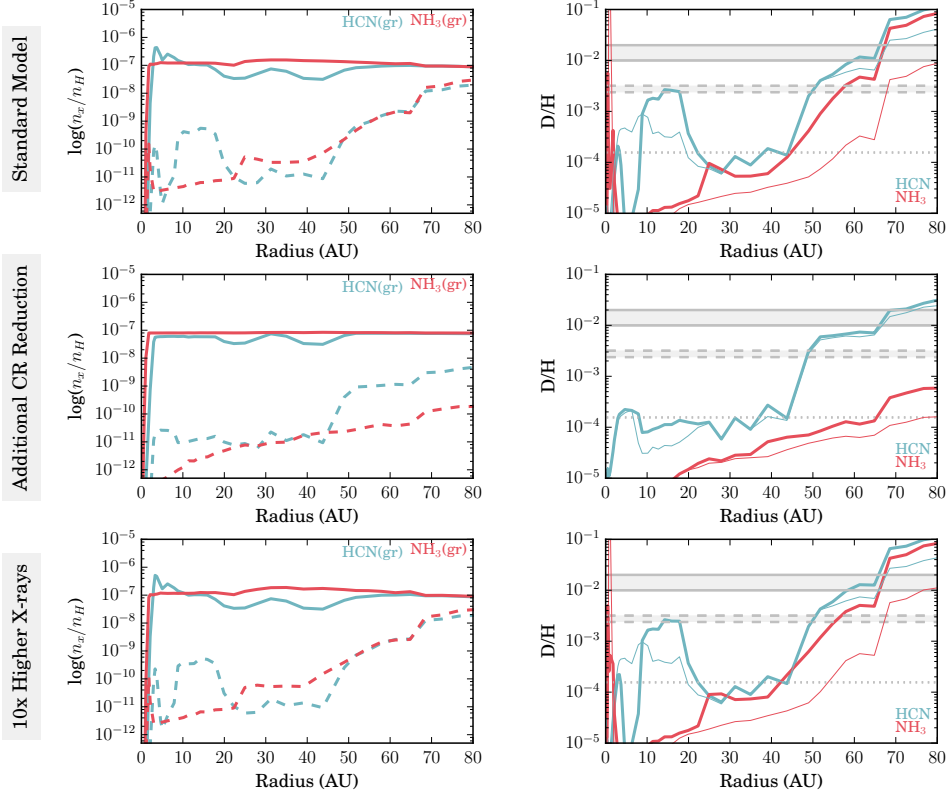 Standard Model
log(n_x/n_H)
10^{-5}
10^{-6}
10^{-7}
10^{-8}
10^{-9}
10^{-10}
10^{-11}
10^{-12}
HCN(gr) NH₃(gr)
0 10 20 30 40 50 60 70 80
Radius (AU)
D/H
10^{-1}
10^{-2}
10^{-3}
10^{-4}
10^{-5}
HCN
NH₃
0 10 20 30 40 50 60 70 80
Radius (AU)
Additional CR Reduction
log(n_x/n_H)
10^{-5}
10^{-6}
10^{-7}
10^{-8}
10^{-9}
10^{-10}
10^{-11}
10^{-12}
HCN(gr) NH₃(gr)
0 10 20 30 40 50 60 70 80
Radius (AU)
D/H
10^{-1}
10^{-2}
10^{-3}
10^{-4}
10^{-5}
HCN
NH₃
0 10 20 30 40 50 60 70 80
Radius (AU)
10x Higher X-rays
log(n_x/n_H)
10^{-5}
10^{-6}
10^{-7}
10^{-8}
10^{-9}
10^{-10}
10^{-11}
10^{-12}
HCN(gr) NH₃(gr)
0 10 20 30 40 50 60 70 80
Radius (AU)
D/H
10^{-1}
10^{-2}
10^{-3}
10^{-4}
10^{-5}
HCN
NH₃
0 10 20 30 40 50 60 70 80
Radius (AU)